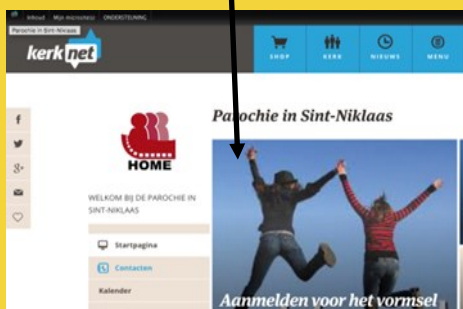 Inhoud Mijn microsites ONDERSTEUNING
Parochie in Sint-Niklaas
kerknet
SHOP KERK NIEUWS MENU
Parochie in Sint-Niklaas
HOME
WELKOM BIJ DE PAROCHIE IN
SINT-NIKLAAS
Startpagina
Contacten
Kalender
Aanmelden voor het vormsel